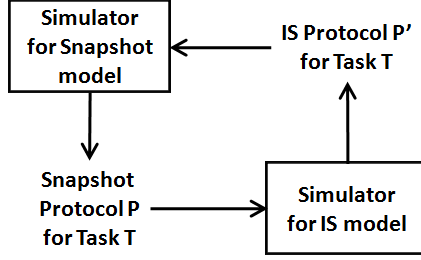 Simulator
for Snapshot
model
IS Protocol P’
for Task T
Snapshot
Protocol P
for Task T
Simulator
for IS model